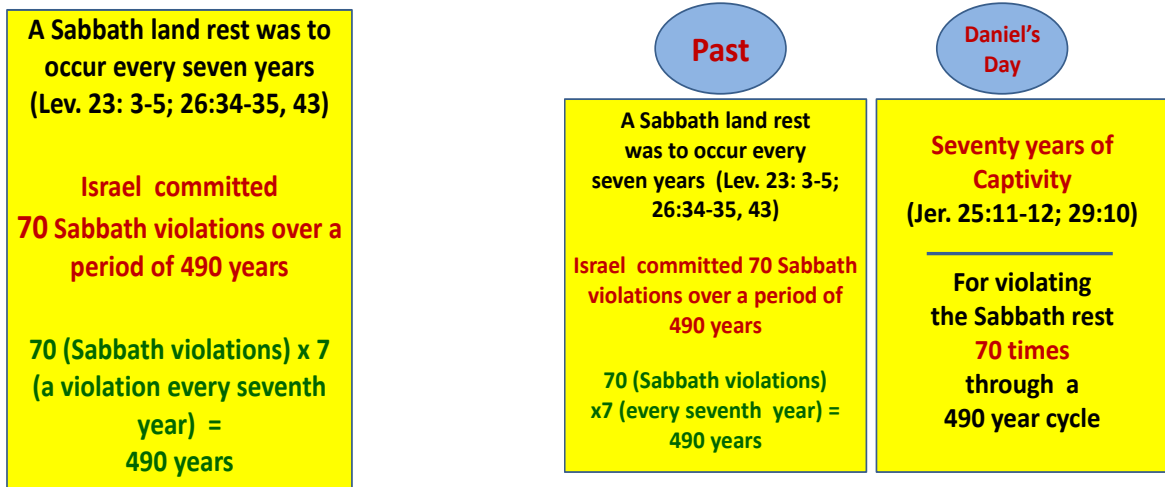 A Sabbath land rest was to
occur every seven years
(Lev. 23: 3-5; 26:34-35, 43)
Israel committed
70 Sabbath violations over a
period of 490 years
70 (Sabbath violations) x 7
(a violation every seventh
year) =
490 years
Past
A Sabbath land rest
was to occur every
seven years (Lev. 23: 3-5;
26:34-35, 43)
Israel committed 70 Sabbath
violations over a period of
490 years
70 (Sabbath violations)
x7 (every seventh year) =
490 years
Daniel's
Day
Seventy years of
Captivity
(Jer. 25:11-12; 29:10)
For violating
the Sabbath rest
70 times
through a
490 year cycle